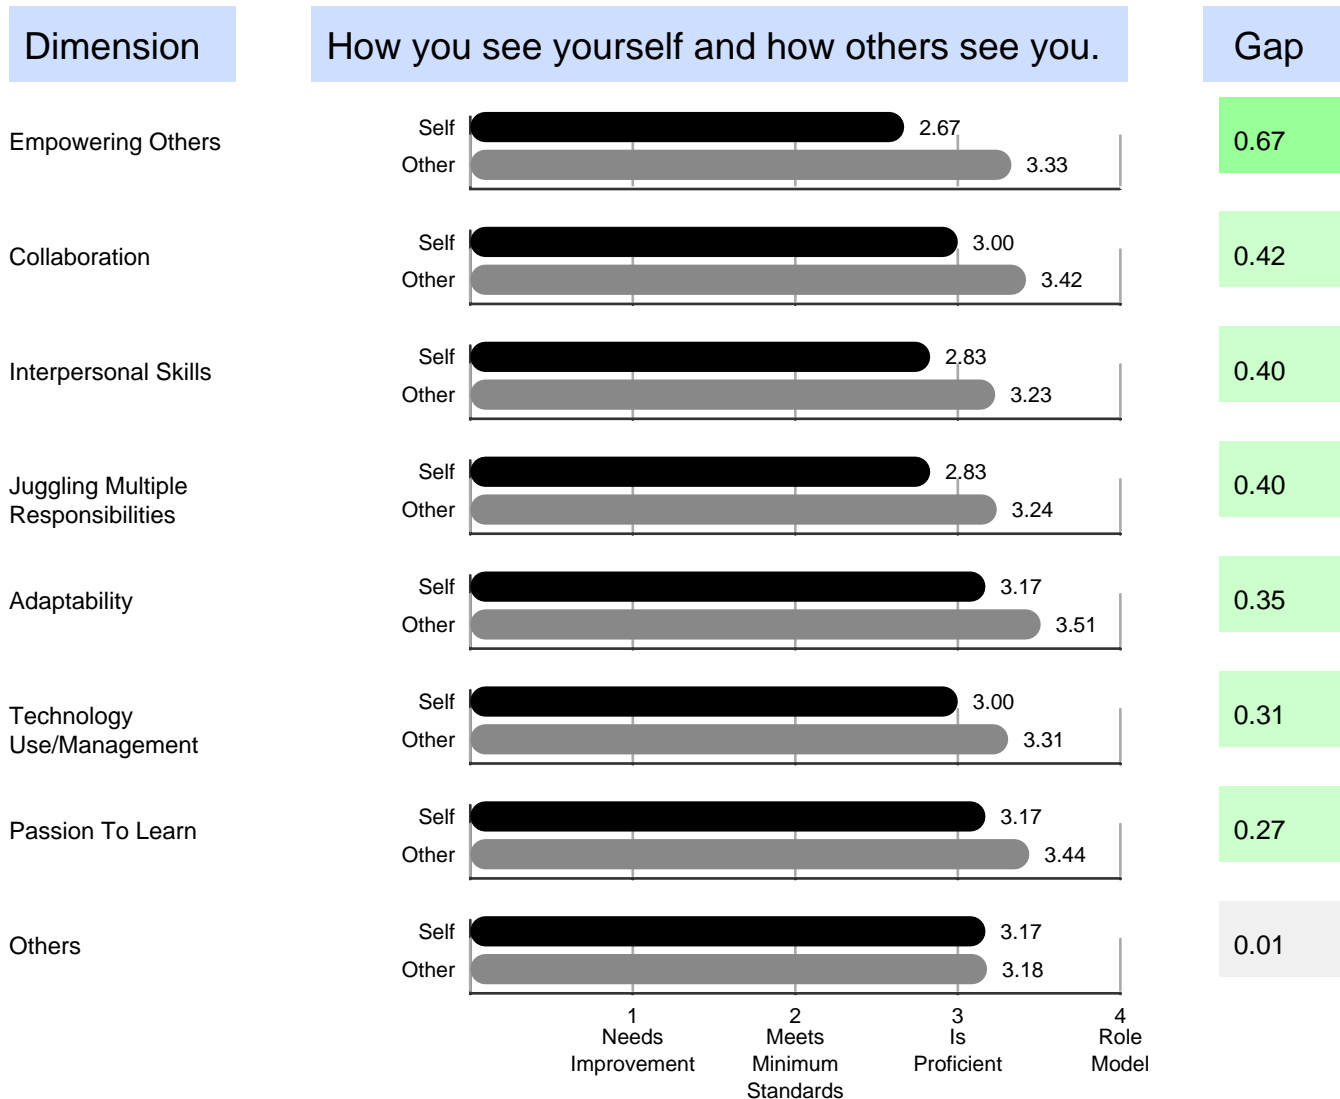 Dimension
How you see yourself and how others see you.
Gap
Empowering Others
Self
2.67
Other
3.33
0.67
Collaboration
Self
3.00
Other
3.42
0.42
Interpersonal Skills
Self
2.83
Other
3.23
0.40
Juggling Multiple
Responsibilities
Self
2.83
Other
3.24
0.40
Adaptability
Self
3.17
Other
3.51
0.35
Technology
Use/Management
Self
3.00
Other
3.31
0.31
Passion To Learn
Self
3.17
Other
3.44
0.27
Others
Self
3.17
Other
3.18
0.01
1
Needs
Improvement
2
Meets
Minimum
Standards
3
Is
Proficient
4
Role
Model